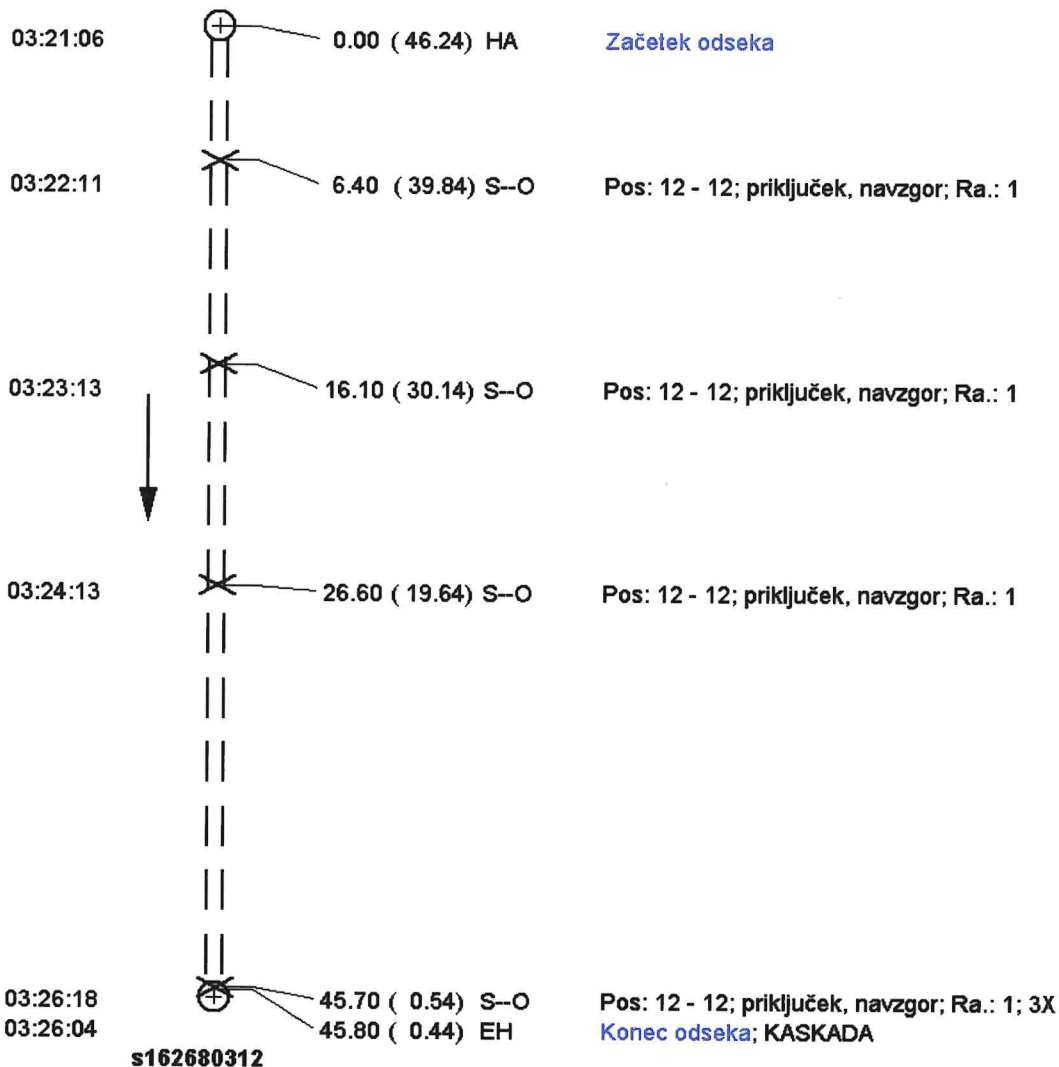 03:21:06 0.00 ( 46.24) HA Začetek odseka
03:22:11 6.40 ( 39.84) S--O Pos: 12 - 12; priključek, navzgor; Ra.: 1
03:23:13 16.10 ( 30.14) S--O Pos: 12 - 12; priključek, navzgor; Ra.: 1
03:24:13 26.60 ( 19.64) S--O Pos: 12 - 12; priključek, navzgor; Ra.: 1
03:26:18 45.70 ( 0.54) S--O Pos: 12 - 12; priključek, navzgor; Ra.: 1; 3X
03:26:04 45.80 ( 0.44) EH Konec odseka; KASKADA
s162680312